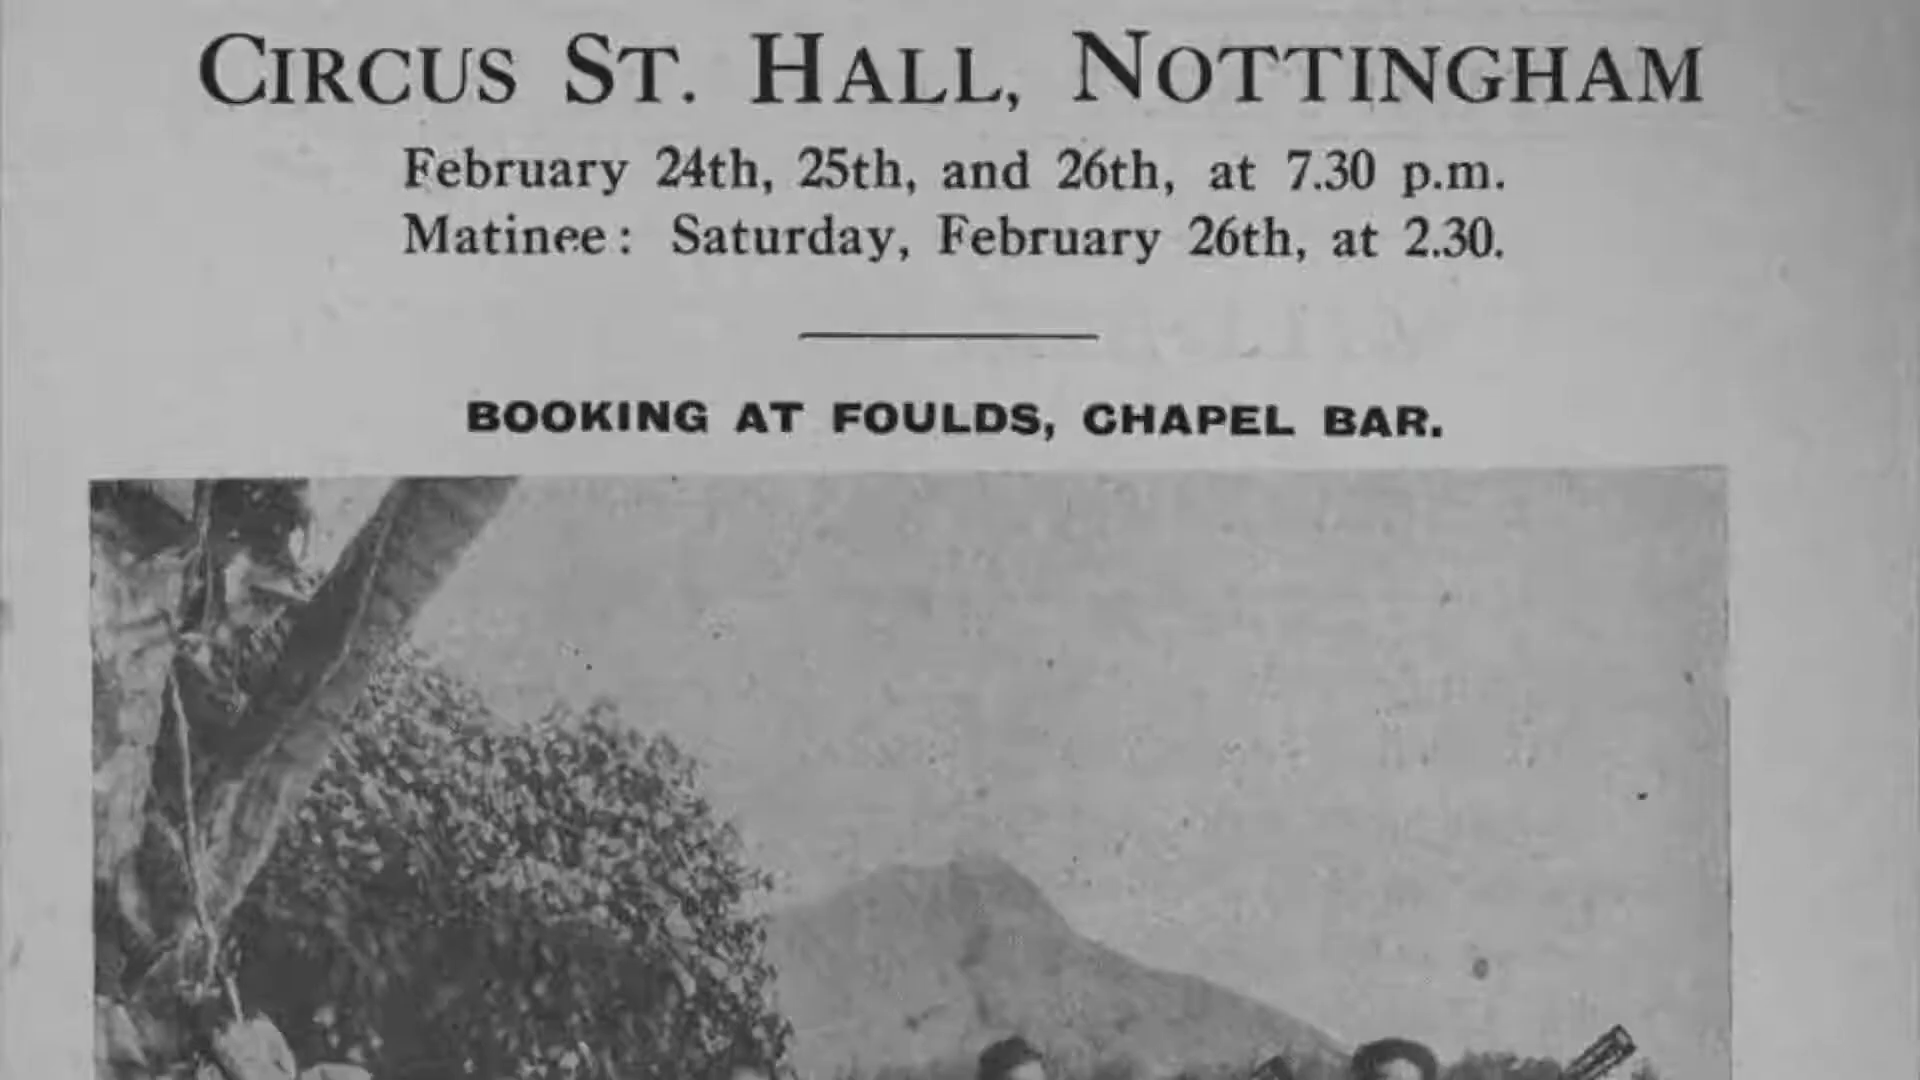 CIRCUS ST. HALL, NOTTINGHAM
February 24th, 25th, and 26th, at 7.30 p.m.
Matinee: Saturday, February 26th, at 2.30.
BOOKING AT FOULDS, CHAPEL BAR.